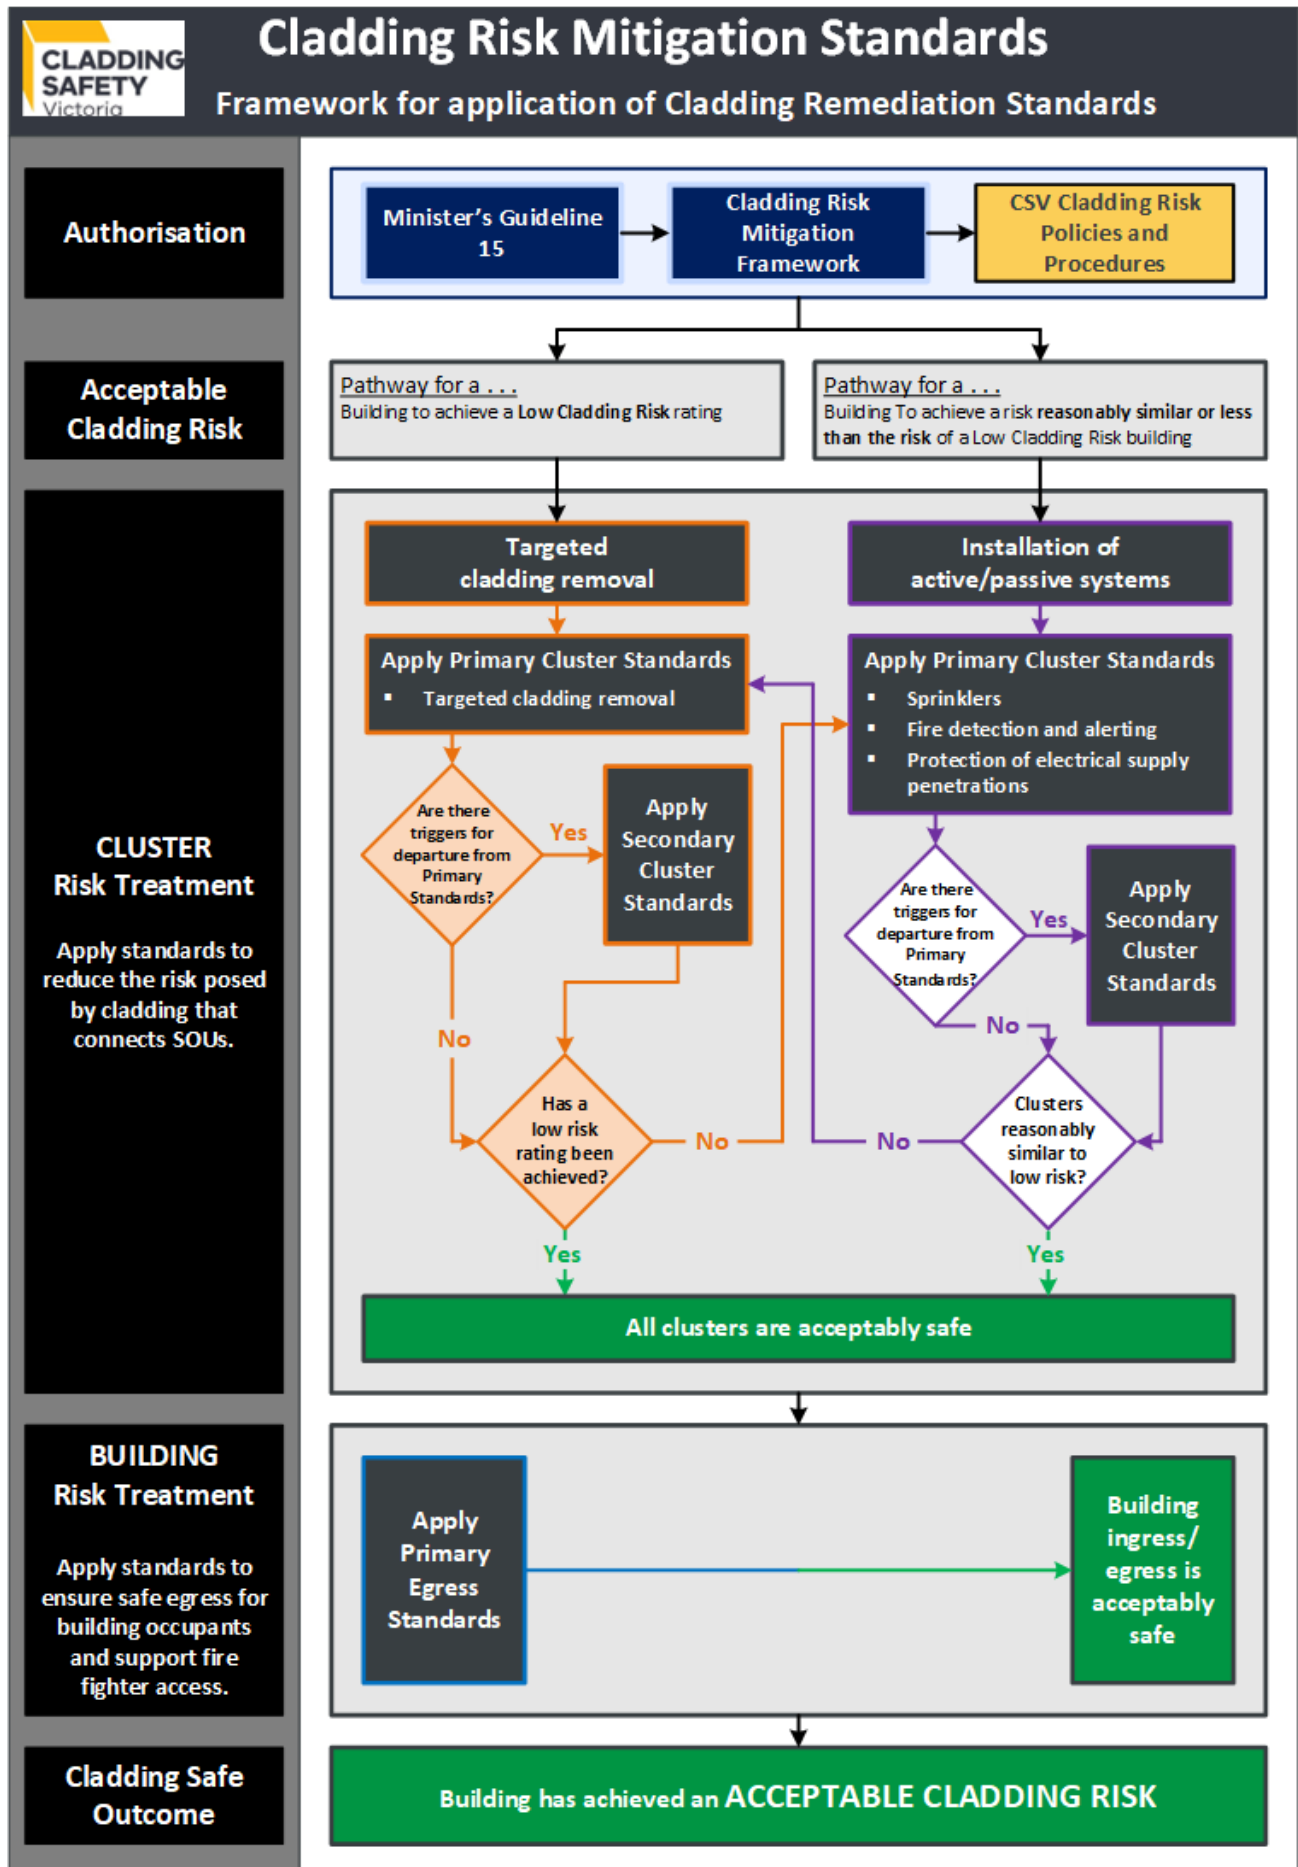 CLADDING
SAFETY
Victoria
Cladding Risk Mitigation Standards
Framework for application of Cladding Remediation Standards
Authorisation
Minister's Guideline
15
Cladding Risk
Mitigation
Framework
CSV Cladding Risk
Policies and
Procedures
Acceptable
Cladding Risk
Pathway for a . . .
Building to achieve a Low Cladding Risk rating
Pathway for a . . .
Building To achieve a risk reasonably similar or less
than the risk of a Low Cladding Risk building
CLUSTER
Risk Treatment
Apply standards to
reduce the risk posed
by cladding that
connects SOUs.
Targeted
cladding removal
Apply Primary Cluster Standards
▪ Targeted cladding removal
Are there
triggers for
departure from
Primary
Standards?
Yes
Apply
Secondary
Cluster
Standards
No
Has a
low risk
rating been
achieved?
No
Yes
Installation of
active/passive systems
Apply Primary Cluster Standards
▪ Sprinklers
▪ Fire detection and alerting
▪ Protection of electrical supply
penetrations
Are there
triggers for
departure from
Primary
Standards?
Yes
Apply
Secondary
Cluster
Standards
No
Clusters
reasonably
similar to
low risk?
No
Yes
All clusters are acceptably safe
BUILDING
Risk Treatment
Apply standards to
ensure safe egress for
building occupants
and support fire
fighter access.
Apply
Primary
Egress
Standards
Building
ingress/
egress is
acceptably
safe
Cladding Safe
Outcome
Building has achieved an ACCEPTABLE CLADDING RISK